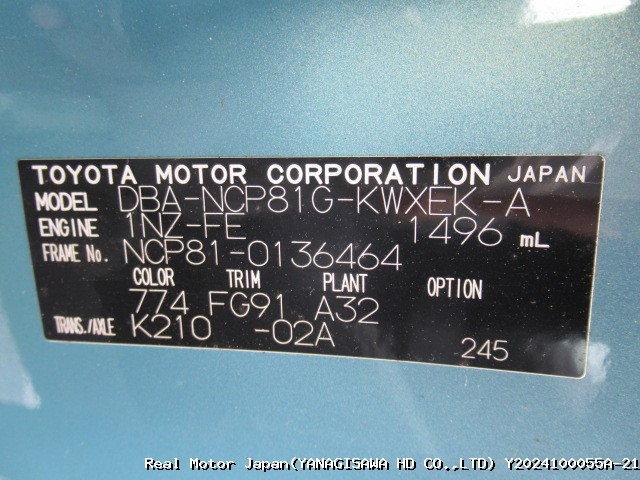 TOYOTA MOTOR CORPORATION JAPAN
MODEL DBA-NCP81G-KWXEK-A
ENGINE 1NZ-FE 1496 mL
FRAME No. NCP81-0136464
COLOR TRIM PLANT OPTION
774 FG91 A32
TRANS./AXLE K210 -02A
245
Real Motor Japan(YANAGISAWA HD CO.,LTD) Y2024100055A-21